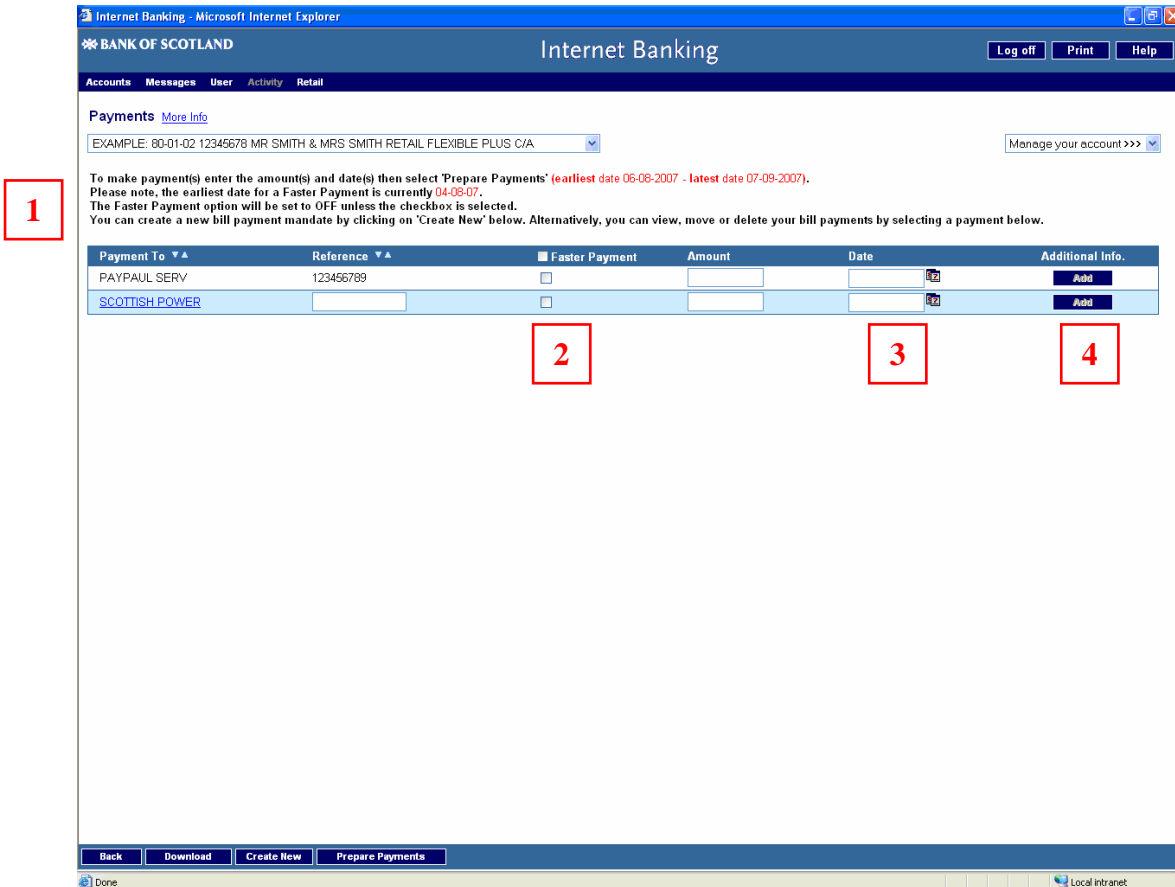 Internet Banking - Microsoft Internet Explorer
BANK OF SCOTLAND
Internet Banking
Log off Print Help
Accounts Messages User Activity Retail
Payments More Info
EXAMPLE: 80-01-02 12345678 MR SMITH & MRS SMITH RETAIL FLEXIBLE PLUS C/A
Manage your account >>>
To make payment(s) enter the amount(s) and date(s) then select 'Prepare Payments' (earliest date 06-08-2007 - latest date 07-09-2007).
Please note, the earliest date for a Faster Payment is currently 04-08-07.
1
The Faster Payment option will be set to OFF unless the checkbox is selected.
You can create a new bill payment mandate by clicking on 'Create New' below. Alternatively, you can view, move or delete your bill payments by selecting a payment below.
Payment To Reference Faster Payment Amount Date Additional Info.
PAYPAUL SERV 123456789 Add
SCOTTISH POWER Add
2 3 4
Back Download Create New Prepare Payments
Done Local intranet